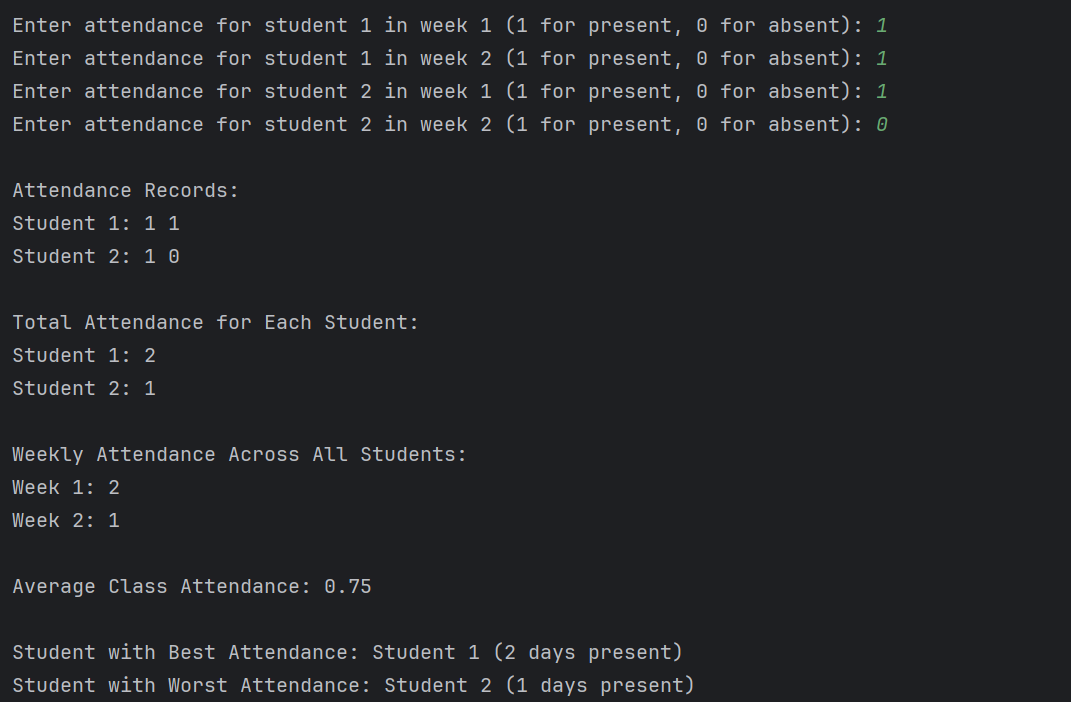 Enter attendance for student 1 in week 1 (1 for present, 0 for absent): 1
Enter attendance for student 1 in week 2 (1 for present, 0 for absent): 1
Enter attendance for student 2 in week 1 (1 for present, 0 for absent): 1
Enter attendance for student 2 in week 2 (1 for present, 0 for absent): 0
Attendance Records:
Student 1: 1 1
Student 2: 1 0
Total Attendance for Each Student:
Student 1: 2
Student 2: 1
Weekly Attendance Across All Students:
Week 1: 2
Week 2: 1
Average Class Attendance: 0.75
Student with Best Attendance: Student 1 (2 days present)
Student with Worst Attendance: Student 2 (1 days present)